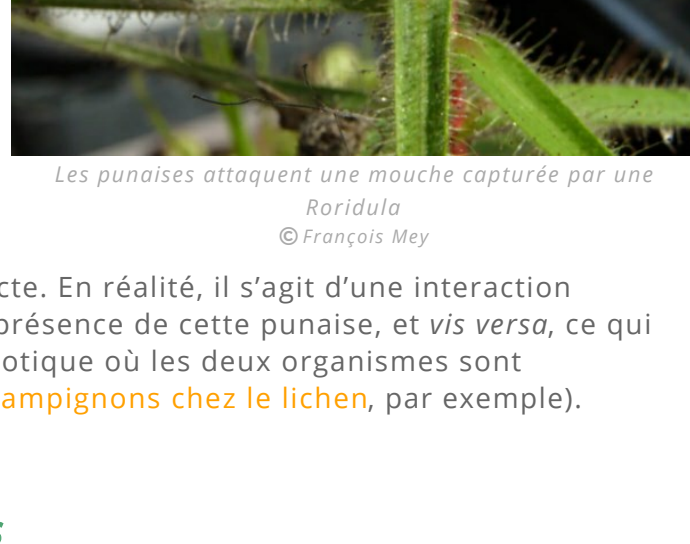 Les punaises attaquent une mouche capturée par une
Roridula
© François Mey
cte. En réalité, il s’agit d’une interaction
présence de cette punaise, et vis versa, ce qui
otique où les deux organismes sont
ampignons chez le lichen, par exemple).
s